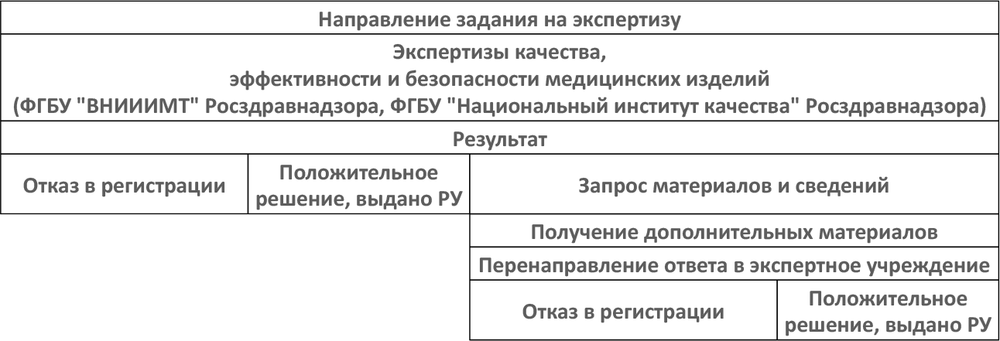 Направление задания на экспертизу
Экспертизы качества,
эффективности и безопасности медицинских изделий
(ФГБУ "ВНИИИМТ" Росздравнадзора, ФГБУ "Национальный институт качества" Росздравнадзора)
Результат
Отказ в регистрации
Положительное
решение, выдано РУ
Запрос материалов и сведений
Получение дополнительных материалов
Перенаправление ответа в экспертное учреждение
Отказ в регистрации
Положительное
решение, выдано РУ